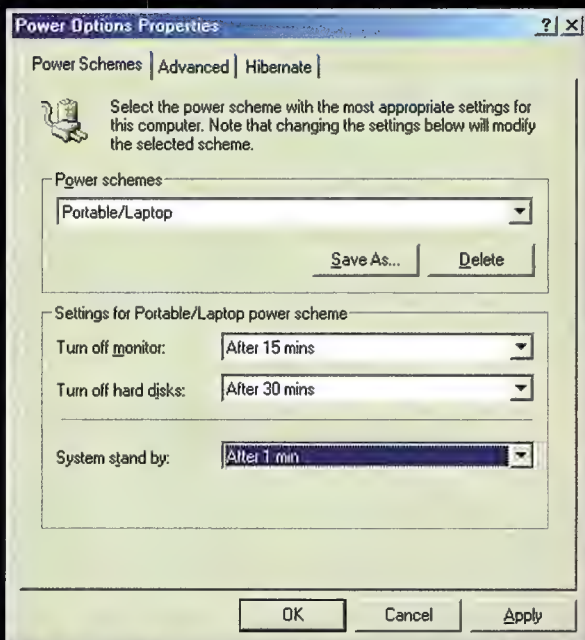 Power Options Properties
Power Schemes Advanced Hibernate
Select the power scheme with the most appropriate settings for
this computer. Note that changing the settings below will modify
the selected scheme.
Power schemes
Portable/Laptop
Save As... Delete
Settings for Portable/Laptop power scheme
Turn off monitor: After 15 mins
Turn off hard disks: After 30 mins
System stand by: After 1 min
OK Cancel Apply